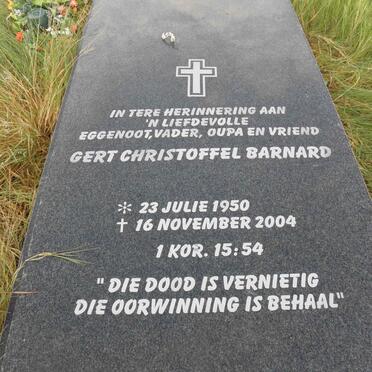 IN TERE HERINNERING AAN
'N LIEFDEVOLLE
EGGENOOT, VADER, OUPA EN VRIEND
GERT CHRISTOFFEL BARNARD
* 23 JULIE 1950
† 16 NOVEMBER 2004
1 KOR. 15:54
"DIE DOOD IS VERNIETIG
DIE OORWINNING IS BEHAAL"